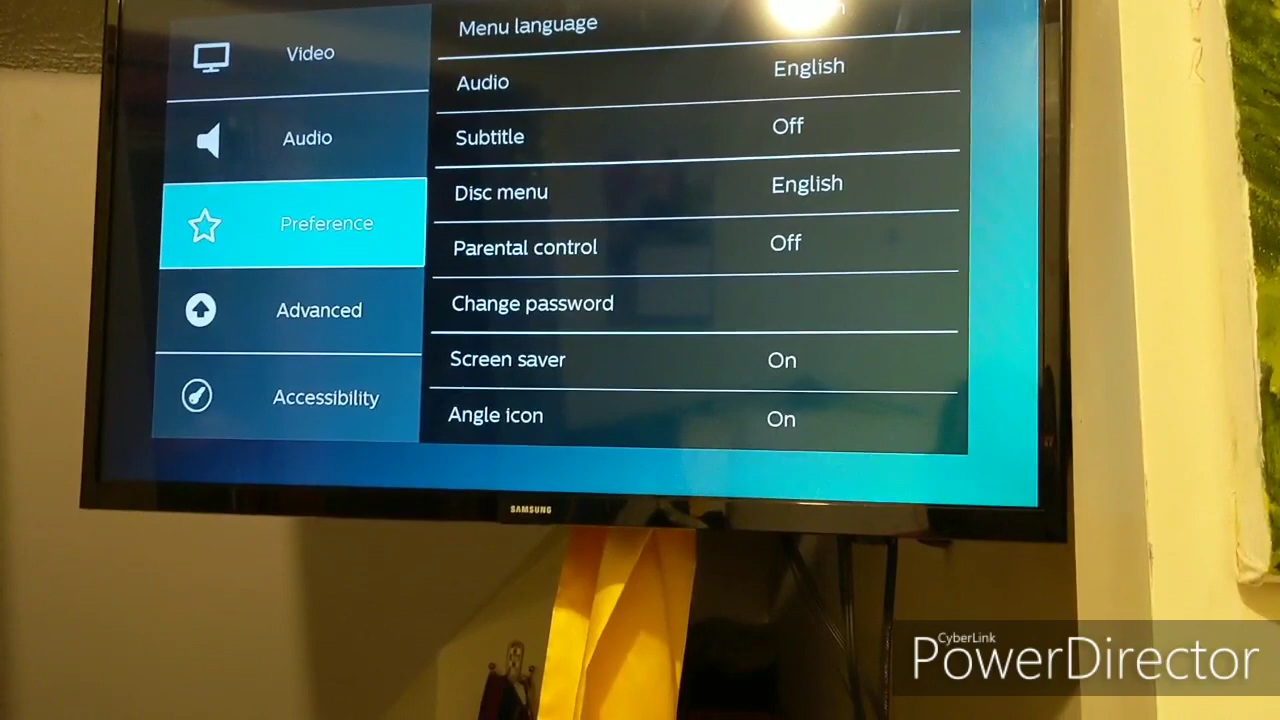 Video
Audio
Preference
Advanced
Accessibility
Menu language
Audio English
Subtitle Off
Disc menu English
Parental control Off
Change password
Screen saver On
Angle icon On
SAMSUNG
CyberLink
PowerDirector